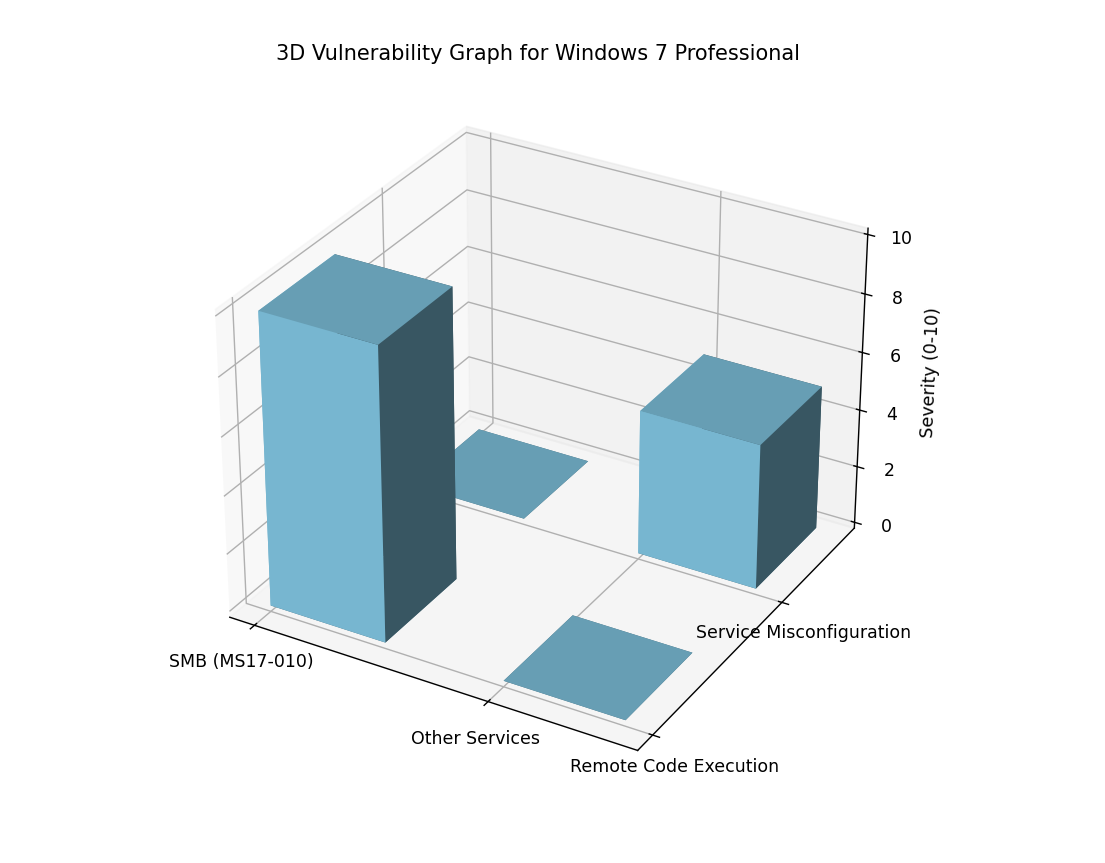 3D Vulnerability Graph for Windows 7 Professional
10
8
6
4
2
0
Severity (0-10)
Service Misconfiguration
SMB (MS17-010)
Other Services
Remote Code Execution